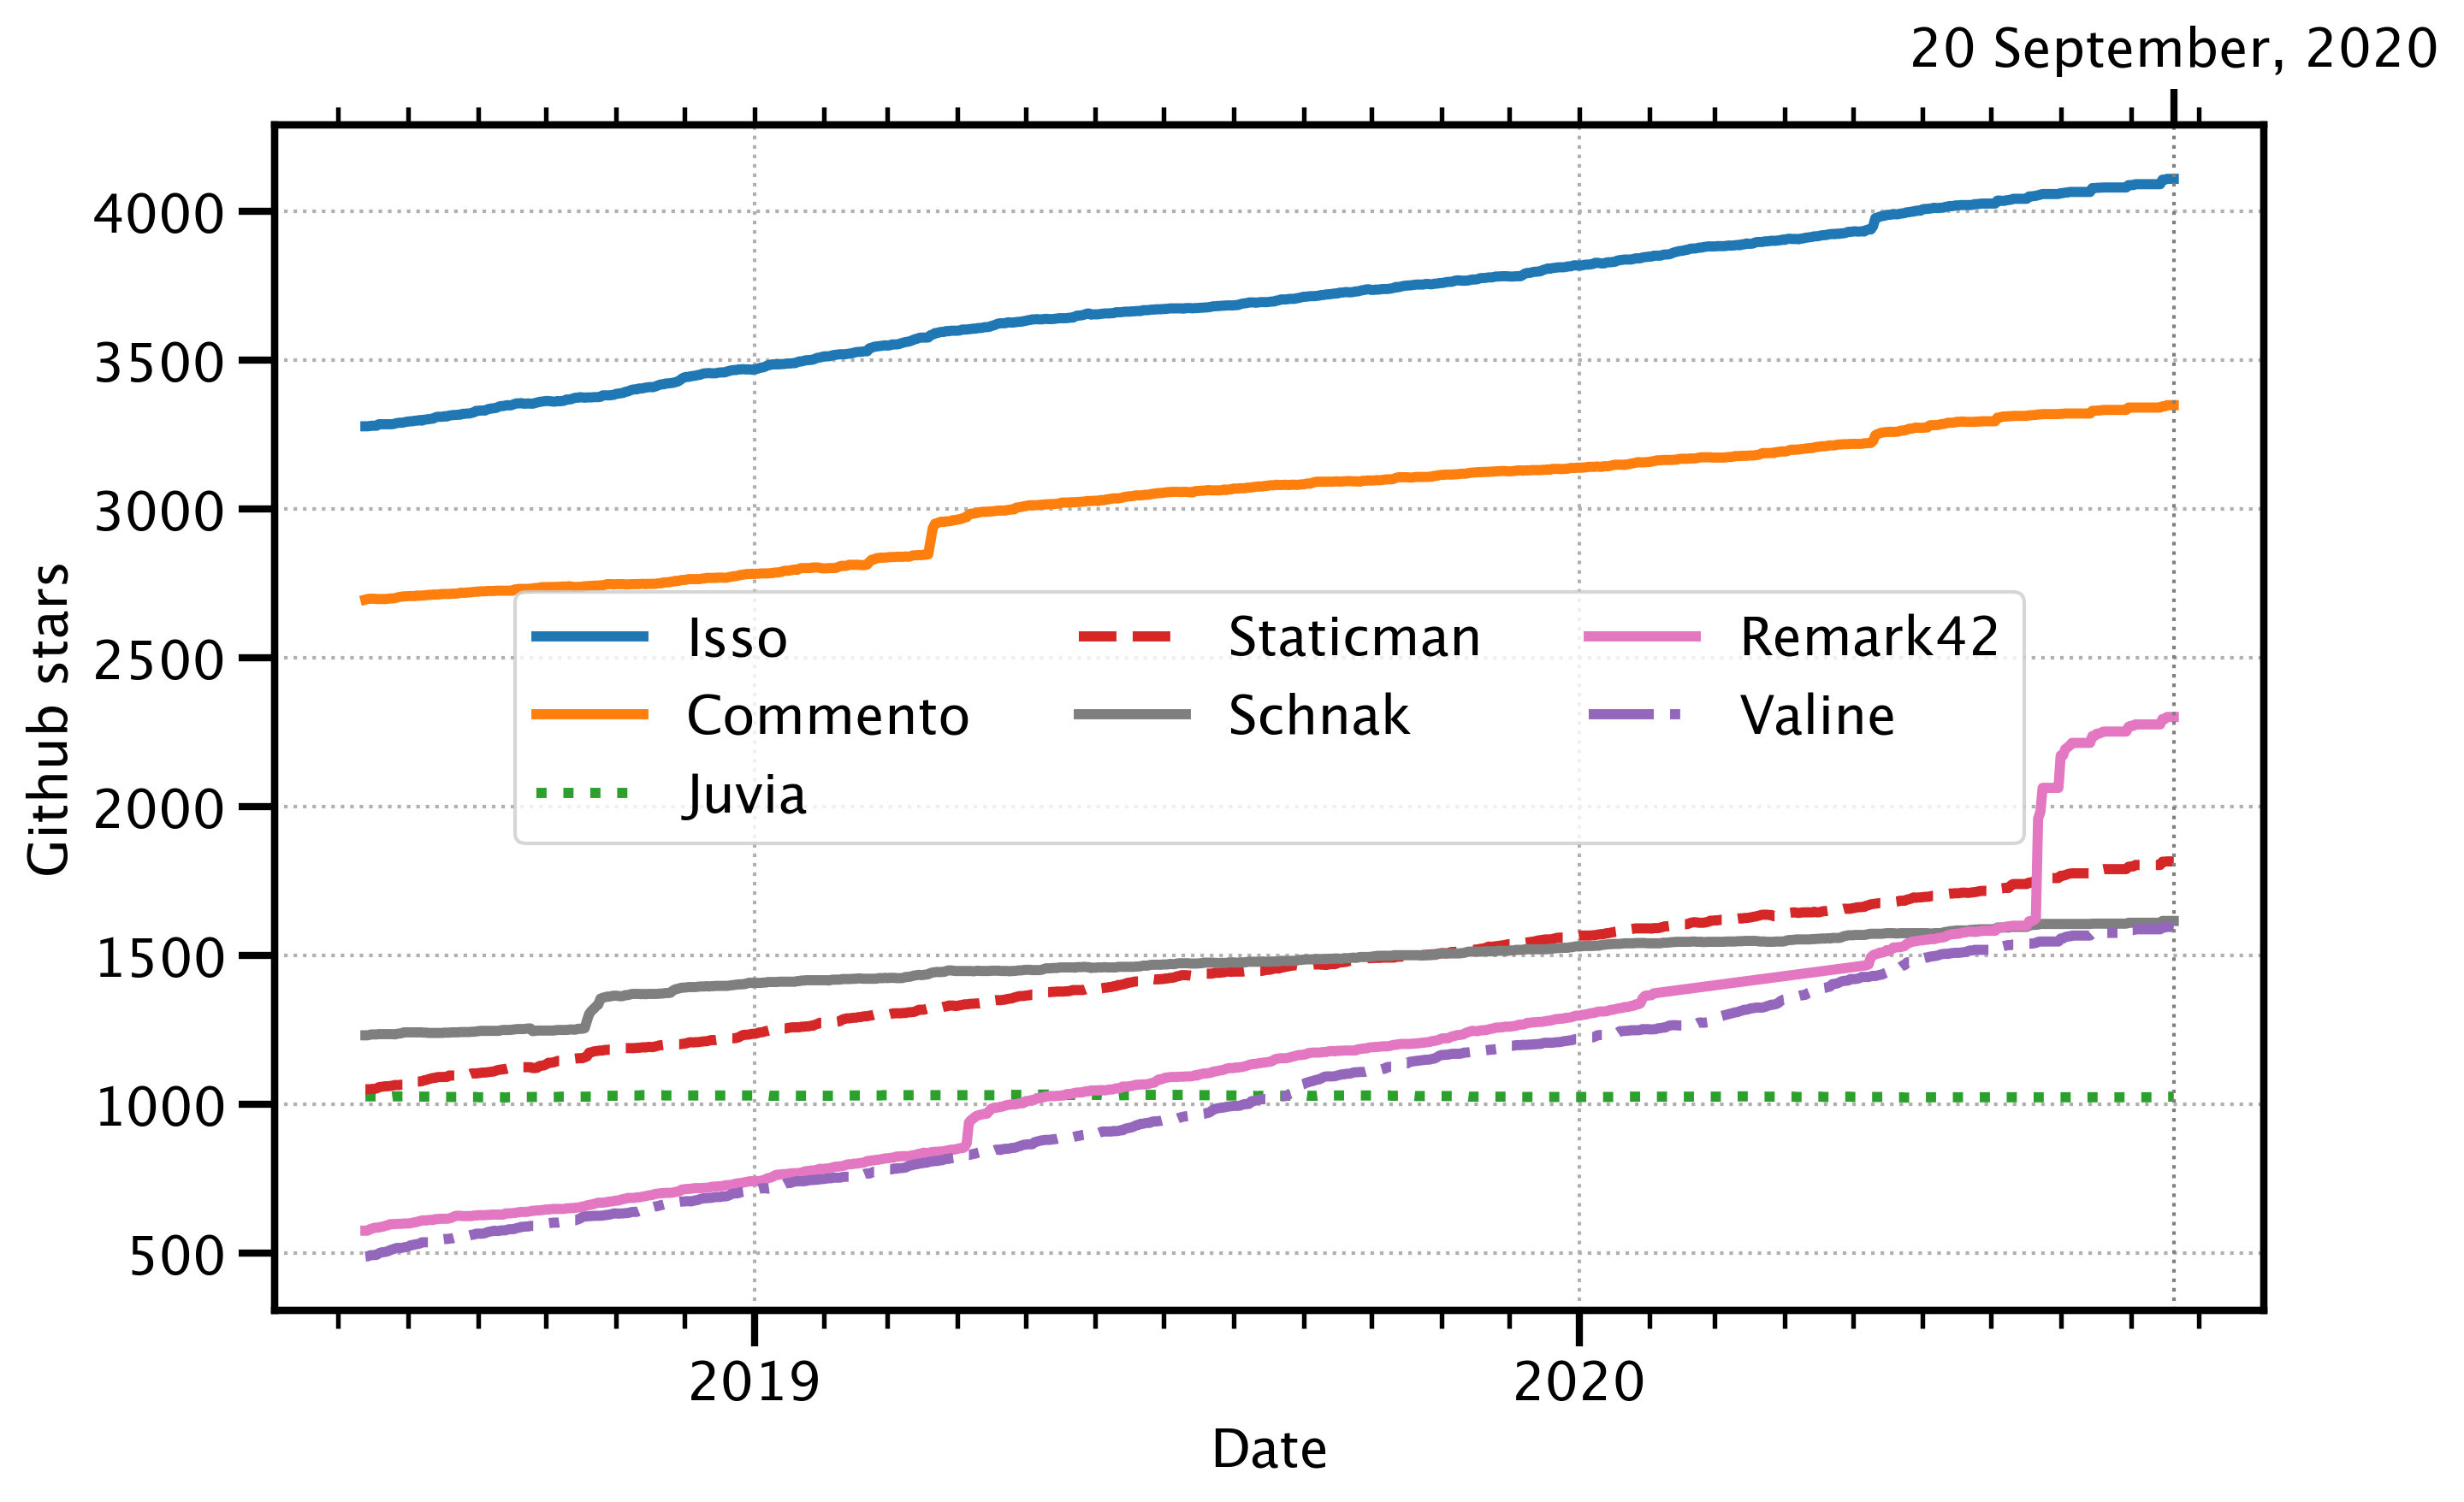 20 September, 2020
4000
3500
3000
2500
2000
1500
1000
500
Github stars
Isso
Commento
Juvia
Staticman
Schnak
Remark42
Valine
2019
2020
Date